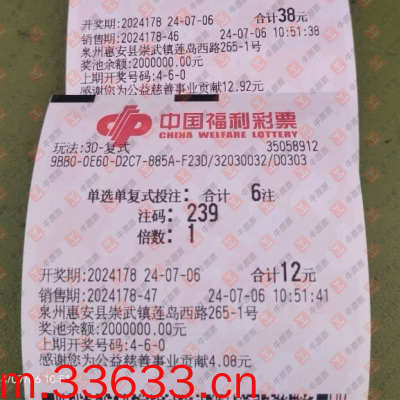 开奖期:2024178 24-07-06 合计38元
销售期:2024178-46 24-07-06 10:51:38
泉州惠安县崇武镇莲岛西路265-1号
奖池余额:2000000.00元
上期开奖号码:4-6-0
感谢您为公益慈善事业贡献12.92元
中国福利彩票
CHINA WELFARE LOTTERY
玩法:3D-复式 35058912
9BB0-0E60-D2C7-885A-F23D/32030032/D0303
单选单复式投注: 合计 6注
注码: 239
倍数: 1
开奖期:2024178 24-07-06 合计12元
销售期:2024178-47 24-07-06 10:51:41
泉州惠安县崇武镇莲岛西路265-1号
奖池余额:2000000.00元
上期开奖号码:4-6-0
感谢您为公益慈善事业贡献4.08元
m.33633.cn